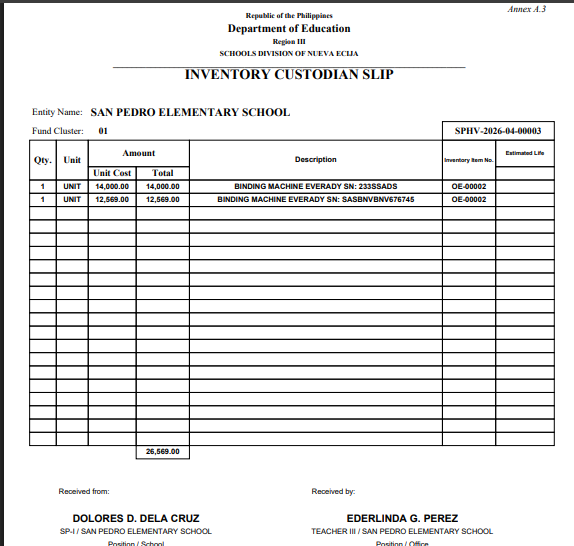 Annex A.3
Republic of the Philippines
Department of Education
Region III
SCHOOLS DIVISION OF NUEVA ECIJA
INVENTORY CUSTODIAN SLIP
Entity Name: SAN PEDRO ELEMENTARY SCHOOL
Fund Cluster: 01 SPHV-2026-04-00003
Qty. Unit Amount Description Inventory Item No. Estimated Life
Unit Cost Total
1 UNIT 14,000.00 14,000.00 BINDING MACHINE EVERADY SN: 233SSADS OE-00002
1 UNIT 12,569.00 12,569.00 BINDING MACHINE EVERADY SN: SASBNVBNV676745 OE-00002
26,569.00
Received from: Received by:
DOLORES D. DELA CRUZ EDERLINDA G. PEREZ
SP-I / SAN PEDRO ELEMENTARY SCHOOL TEACHER III / SAN PEDRO ELEMENTARY SCHOOL
Position / School Position / Office